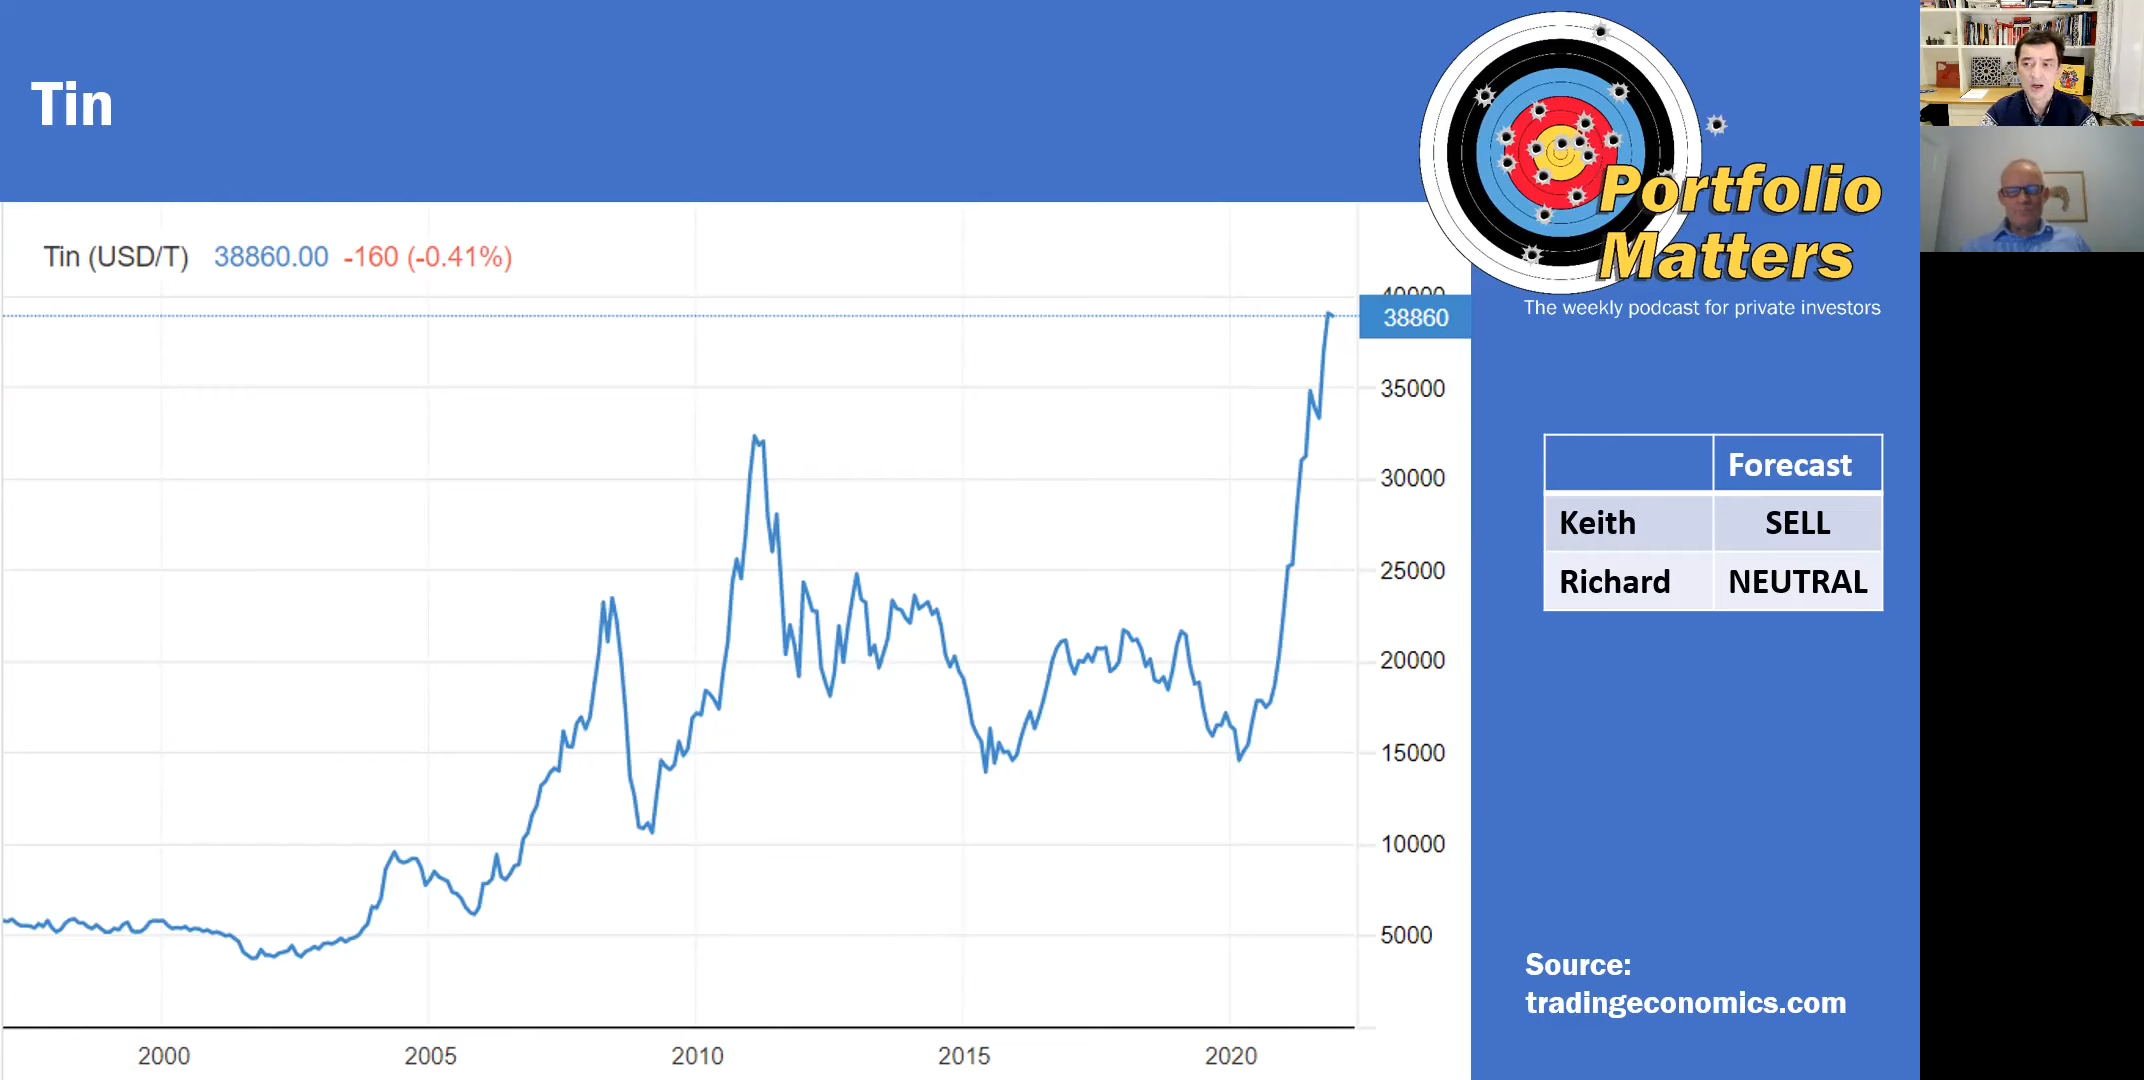 Tin
Portfolio
Matters
The weekly podcast for private investors
Tin (USD/T) 38860.00 -160 (-0.41%)
40000
38860
35000
30000
25000
20000
15000
10000
5000
2000 2005 2010 2015 2020
Forecast
Keith SELL
Richard NEUTRAL
Source:
tradingeconomics.com